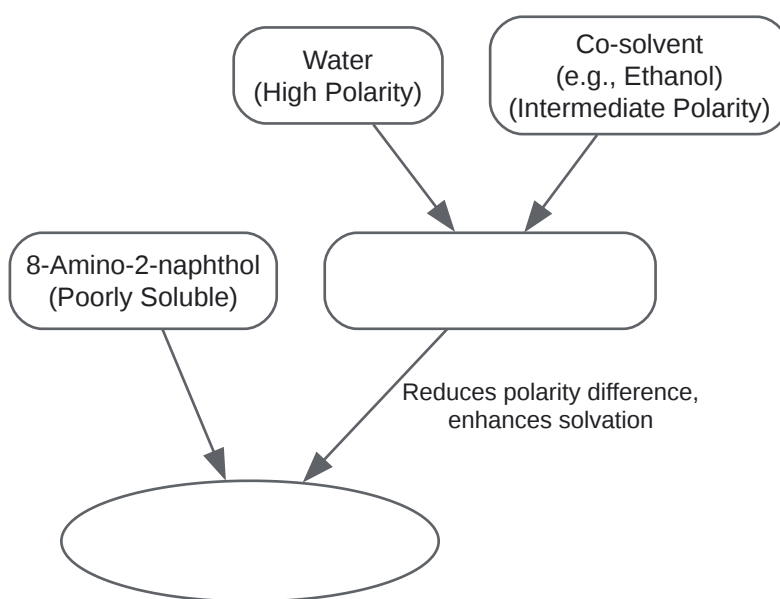 Water
(High Polarity)
Co-solvent
(e.g., Ethanol)
(Intermediate Polarity)
8-Amino-2-naphthol
(Poorly Soluble)
Reduces polarity difference,
enhances solvation